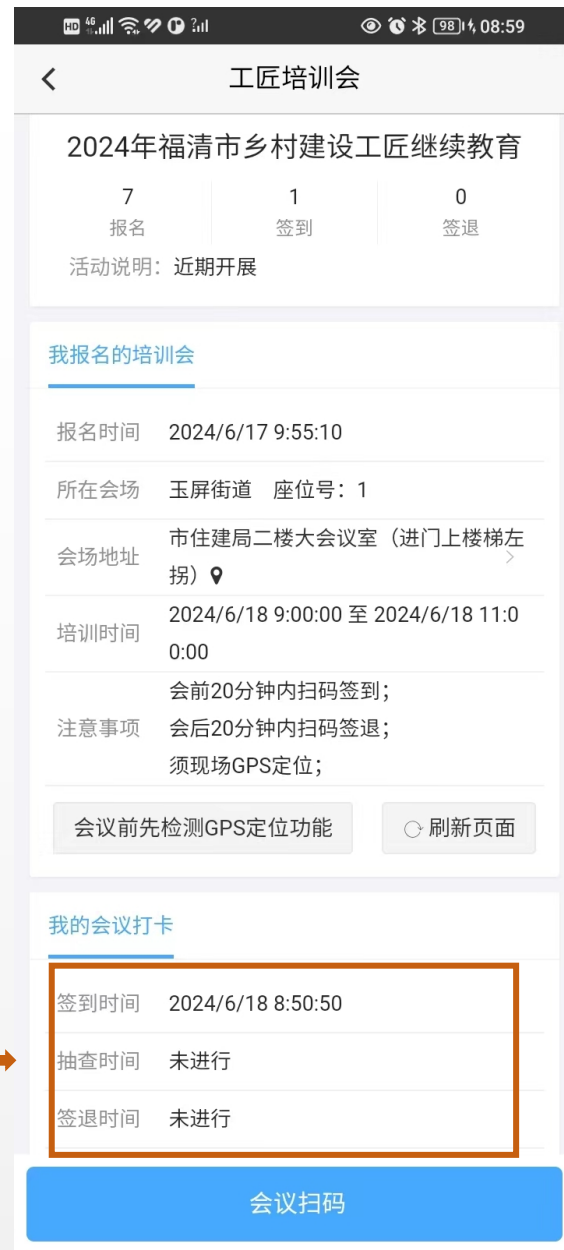 HD 46 98 08:59
工匠培训会
2024年福清市乡村建设工匠继续教育
7 1 0
报名 签到 签退
活动说明：近期开展
我报名的培训会
报名时间 2024/6/17 9:55:10
所在会场 玉屏街道 座位号：1
会场地址 市住建局二楼大会议室（进门上楼梯左
拐）
培训时间 2024/6/18 9:00:00 至 2024/6/18 11:0
0:00
注意事项 会前20分钟内扫码签到；
会后20分钟内扫码签退；
须现场GPS定位；
会议前先检测GPS定位功能 刷新页面
我的会议打卡
签到时间 2024/6/18 8:50:50
抽查时间 未进行
签退时间 未进行
会议扫码